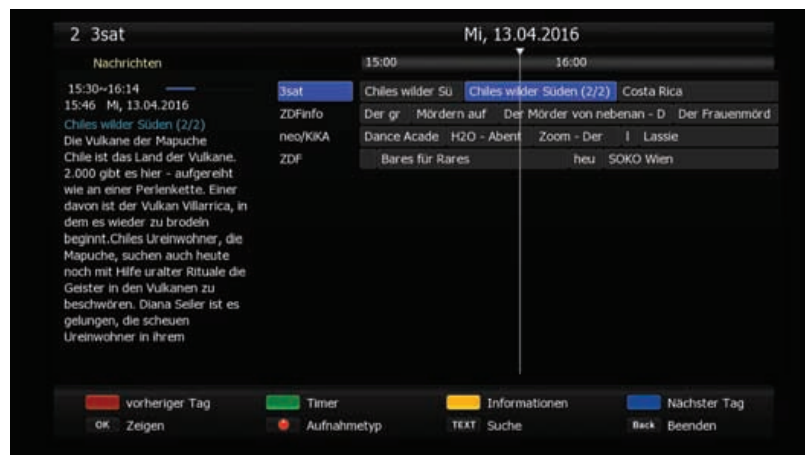 2 3sat
Mi, 13.04.2016
Nachrichten
15:00
16:00
15:30~16:14
15:46 Mi, 13.04.2016
Chiles wilder Süden (2/2)
Die Vulkane der Mapuche
Chile ist das Land der Vulkane.
2.000 gibt es hier - aufgereiht
wie an einer Perlenkette. Einer
davon ist der Vulkan Villarrica, in
dem es wieder zu brodeln
beginnt.Chiles Ureinwohner, die
Mapuche, suchen auch heute
noch mit Hilfe uralter Rituale die
Geister in den Vulkanen zu
beschwören. Diana Seiler ist es
gelungen, die scheuen
Ureinwohner in ihrem
3sat Chiles wilder Sü Chiles wilder Süden (2/2) Costa Rica
ZDFinfo Der gr Mördern auf Der Mörder von nebenan - D Der Frauenmörd
neo/KiKA Dance Acade H2O - Abent Zoom - Der I Lassie
ZDF Bares für Rares heu SOKO Wien
vorheriger Tag Timer Informationen Nächster Tag
OK Zeigen Aufnahmetyp TEXT Suche Back Beenden